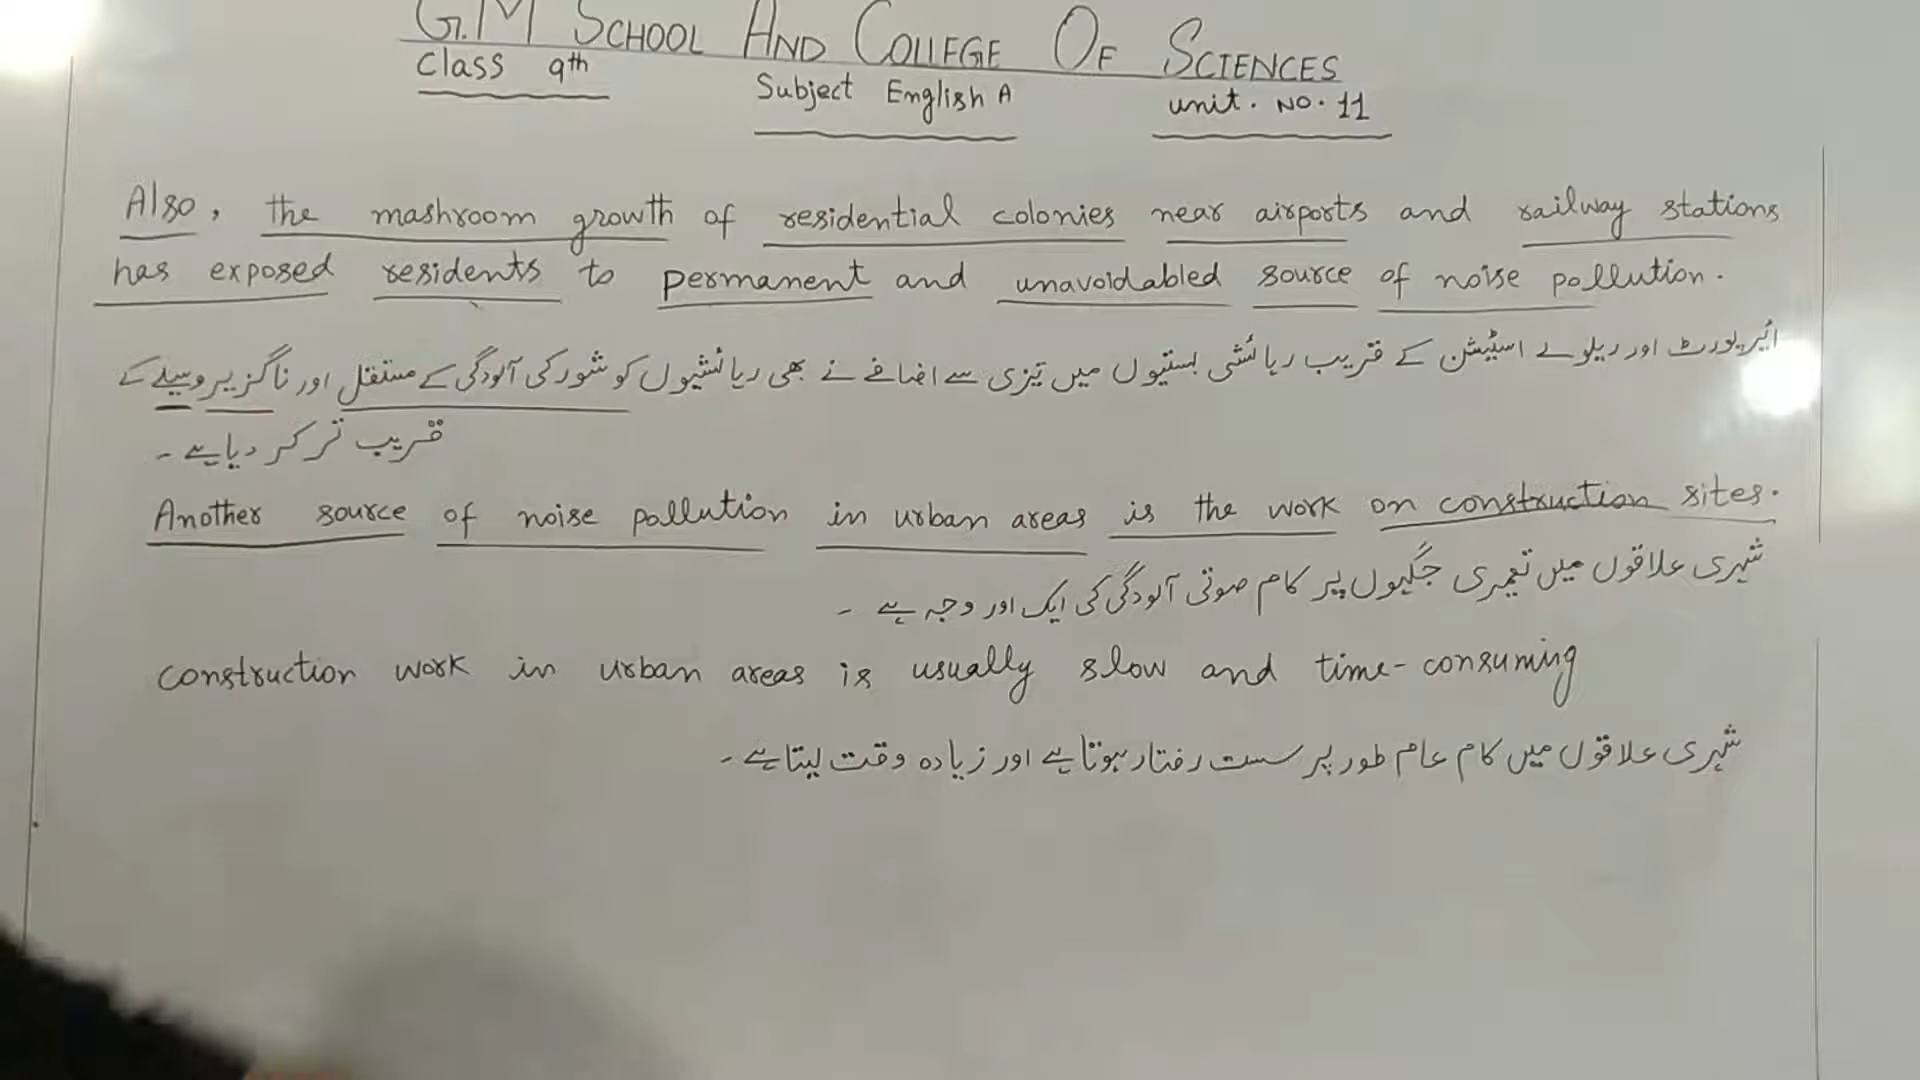 G.M SCHOOL AND COLLEGE OF SCIENCES
Class 9th Subject English A unit. NO. 11
Also, the mashroom growth of residential colonies near airports and railway stations
has exposed residents to permanent and unavoidabled source of noise pollution.
ائیرپورٹ اور ریلوے اسٹیشن کے قریب رہائشی بستیوں میں تیزی سے اضافے نے بھی رہائشیوں کو شور کی آلودگی کے مستقل اور ناگزیر وسیلے کے
قریب تر کر دیا ہے ۔
Another source of noise pollution in urban areas is the work on construction sites.
شہری علاقوں میں تعمیری جگہوں پر کام صوتی آلودگی کی ایک اور وجہ ہے ۔
construction work in urban areas is usually slow and time-consuming
شہری علاقوں میں کام عام طور پر سست رفتار ہوتا ہے اور زیادہ وقت لیتا ہے ۔